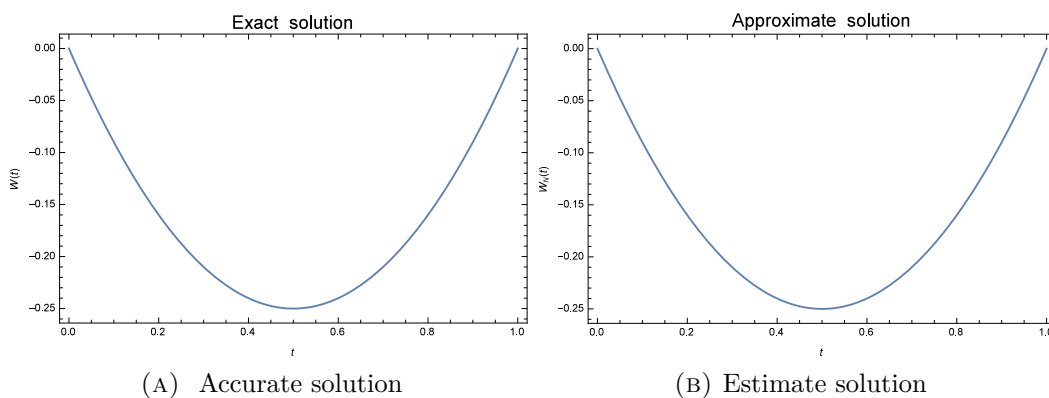 Exact solution
0.00
-0.05
-0.10
-0.15
-0.20
-0.25
W(t)
0.0 0.2 0.4 0.6 0.8 1.0
t
(A) Accurate solution
Approximate solution
0.00
-0.05
-0.10
-0.15
-0.20
-0.25
W_N(t)
0.0 0.2 0.4 0.6 0.8 1.0
t
(B) Estimate solution